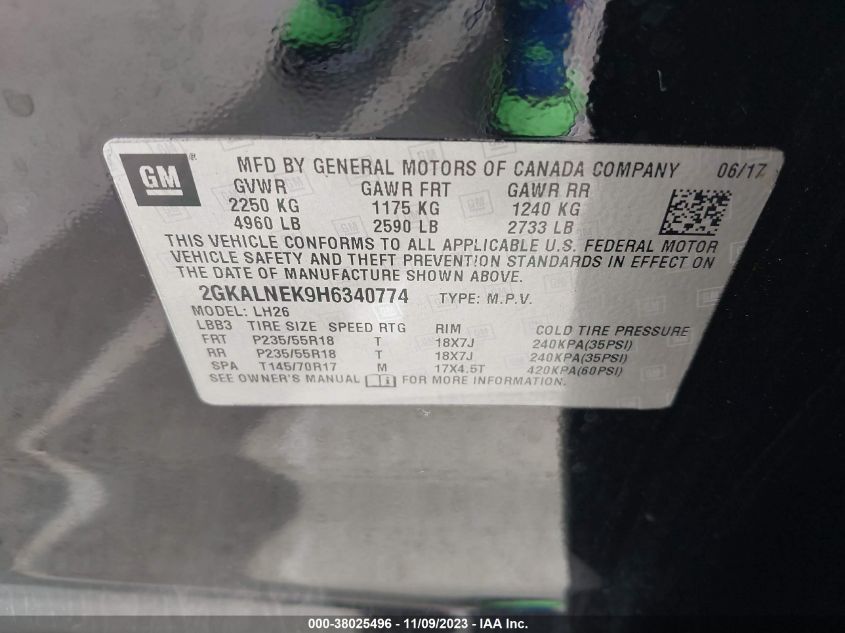 GM ® MFD BY GENERAL MOTORS OF CANADA COMPANY 06/17
GVWR GAWR FRT GAWR RR
2250 KG 1175 KG 1240 KG
4960 LB 2590 LB 2733 LB
THIS VEHICLE CONFORMS TO ALL APPLICABLE U.S. FEDERAL MOTOR
VEHICLE SAFETY AND THEFT PREVENTION STANDARDS IN EFFECT ON
THE DATE OF MANUFACTURE SHOWN ABOVE.
2GKALNEK9H6340774 TYPE: M.P.V.
MODEL: LH26
LBB3 TIRE SIZE SPEED RTG RIM COLD TIRE PRESSURE
FRT P235/55R18 T 18X7J 240KPA(35PSI)
RR P235/55R18 T 18X7J 240KPA(35PSI)
SPA T145/70R17 M 17X4.5T 420KPA(60PSI)
SEE OWNER'S MANUAL FOR MORE INFORMATION.
000-38025496 - 11/09/2023 - IAA Inc.